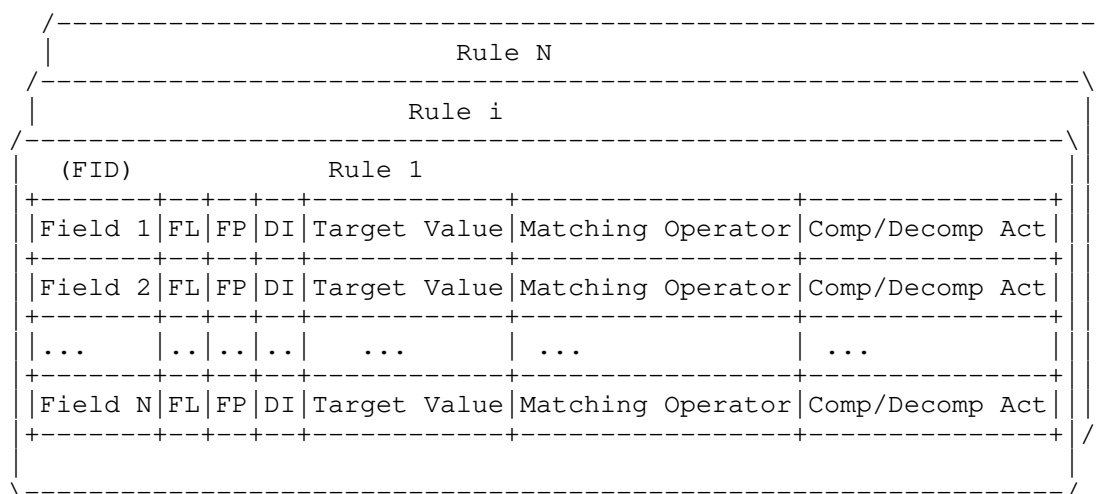 Rule N
Rule i
(FID) Rule 1
Field 1|FL|FP|DI|Target Value|Matching Operator|Comp/Decomp Act
Field 2|FL|FP|DI|Target Value|Matching Operator|Comp/Decomp Act
...|..|..|..|...|...|...
Field N|FL|FP|DI|Target Value|Matching Operator|Comp/Decomp Act